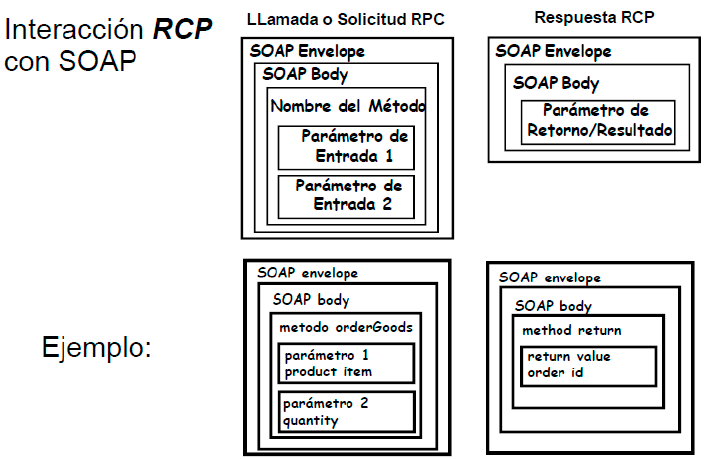 Interacción RCP
con SOAP
LLamada o Solicitud RPC
SOAP Envelope
SOAP Body
Nombre del Método
Parámetro de
Entrada 1
Parámetro de
Entrada 2
Respuesta RCP
SOAP Envelope
SOAP Body
Parámetro de
Retorno/Resultado
Ejemplo:
SOAP envelope
SOAP body
metodo orderGoods
parámetro 1
product item
parámetro 2
quantity
SOAP envelope
SOAP body
method return
return value
order id